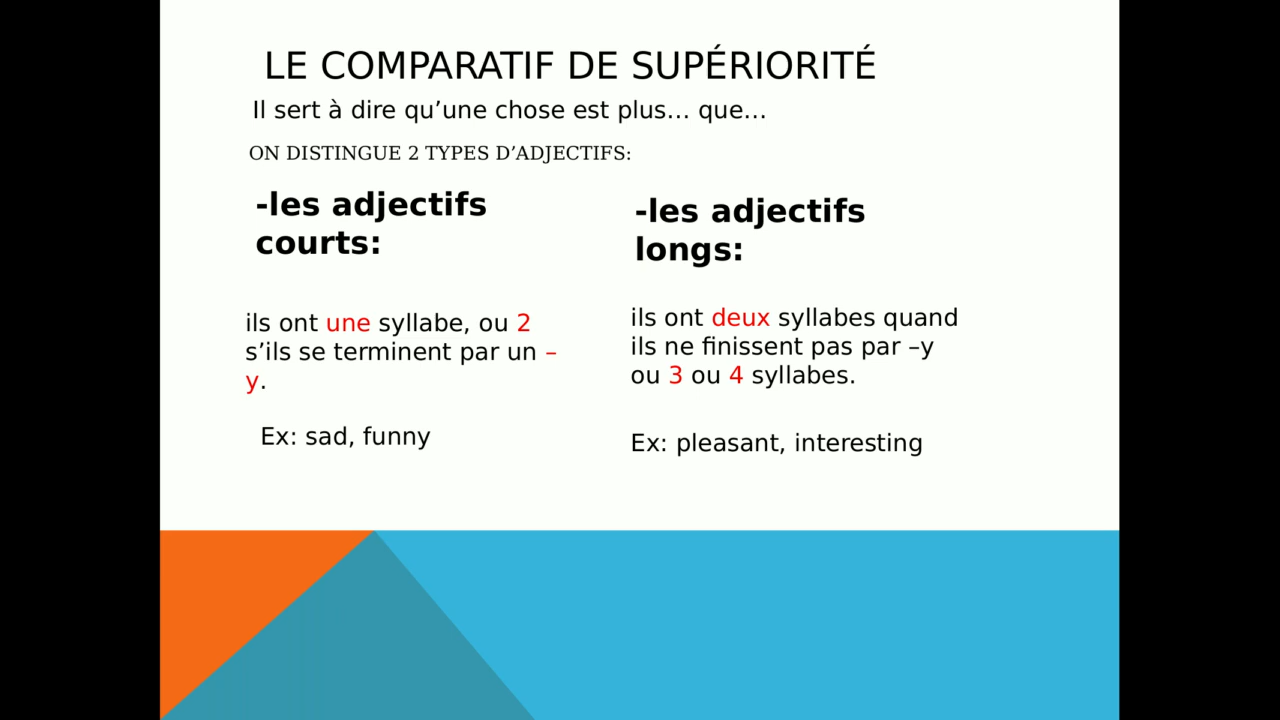 LE COMPARATIF DE SUPÉRIORITÉ
Il sert à dire qu’une chose est plus… que…
ON DISTINGUE 2 TYPES D’ADJECTIFS:
-les adjectifs
courts:
ils ont une syllabe, ou 2
s’ils se terminent par un –
y.
Ex: sad, funny
-les adjectifs
longs:
ils ont deux syllabes quand
ils ne finissent pas par –y
ou 3 ou 4 syllabes.
Ex: pleasant, interesting